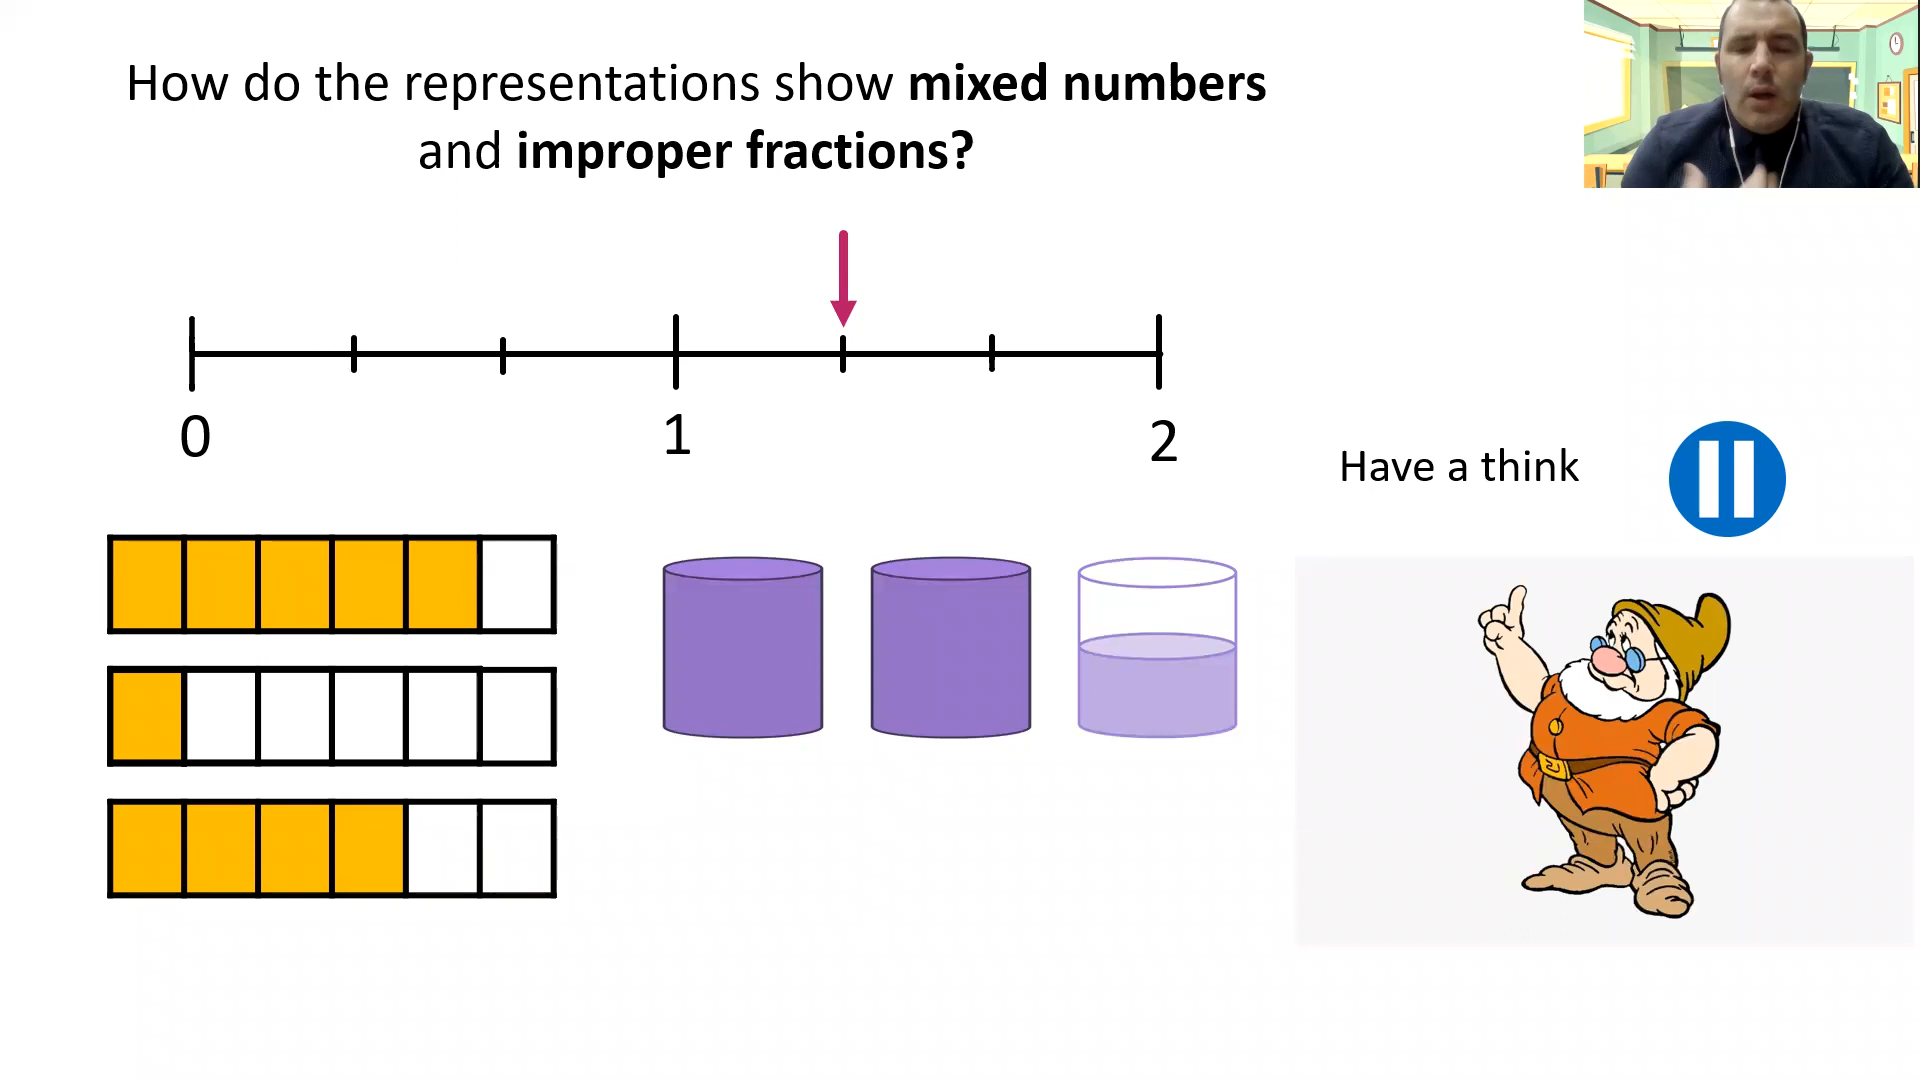 How do the representations show mixed numbers
and improper fractions?
0 1 2
Have a think